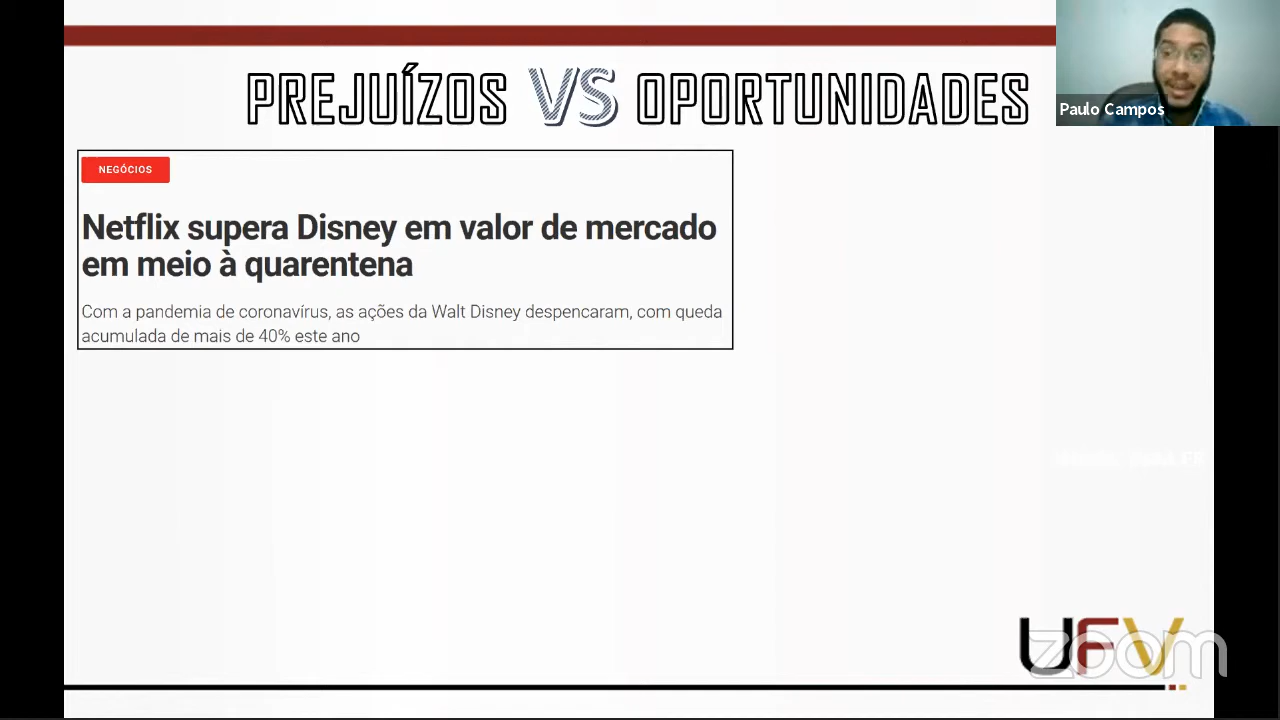 PREJUÍZOS VS OPORTUNIDADES
Paulo Campos
NEGÓCIOS
Netflix supera Disney em valor de mercado
em meio à quarentena
Com a pandemia de coronavírus, as ações da Walt Disney despencaram, com queda
acumulada de mais de 40% este ano
UFV
zoom